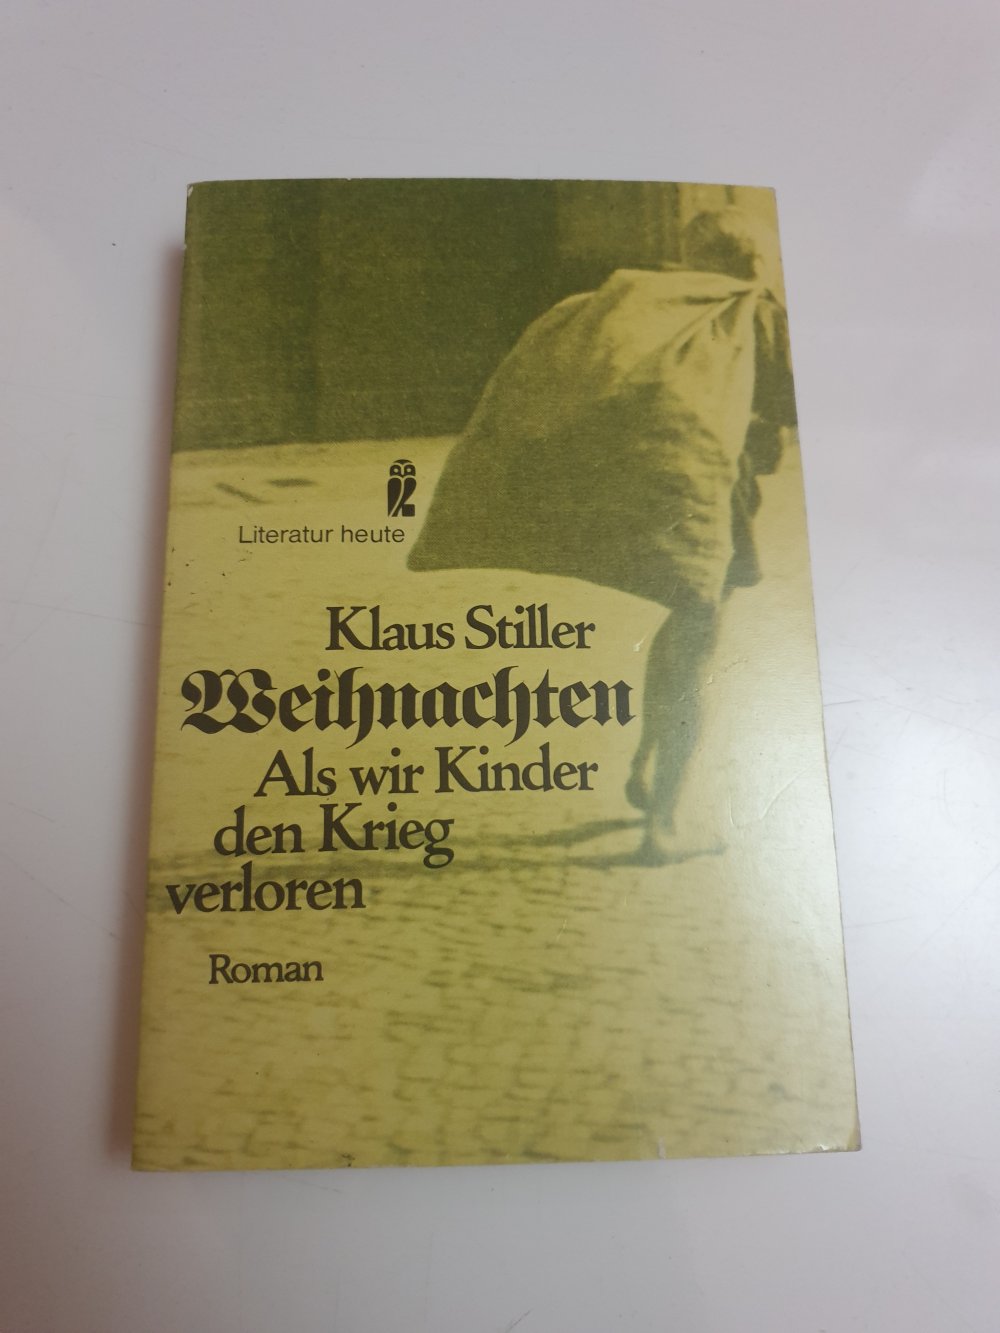 Literatur heute
Klaus Stiller
Weihnachten
Als wir Kinder
den Krieg
verloren
Roman